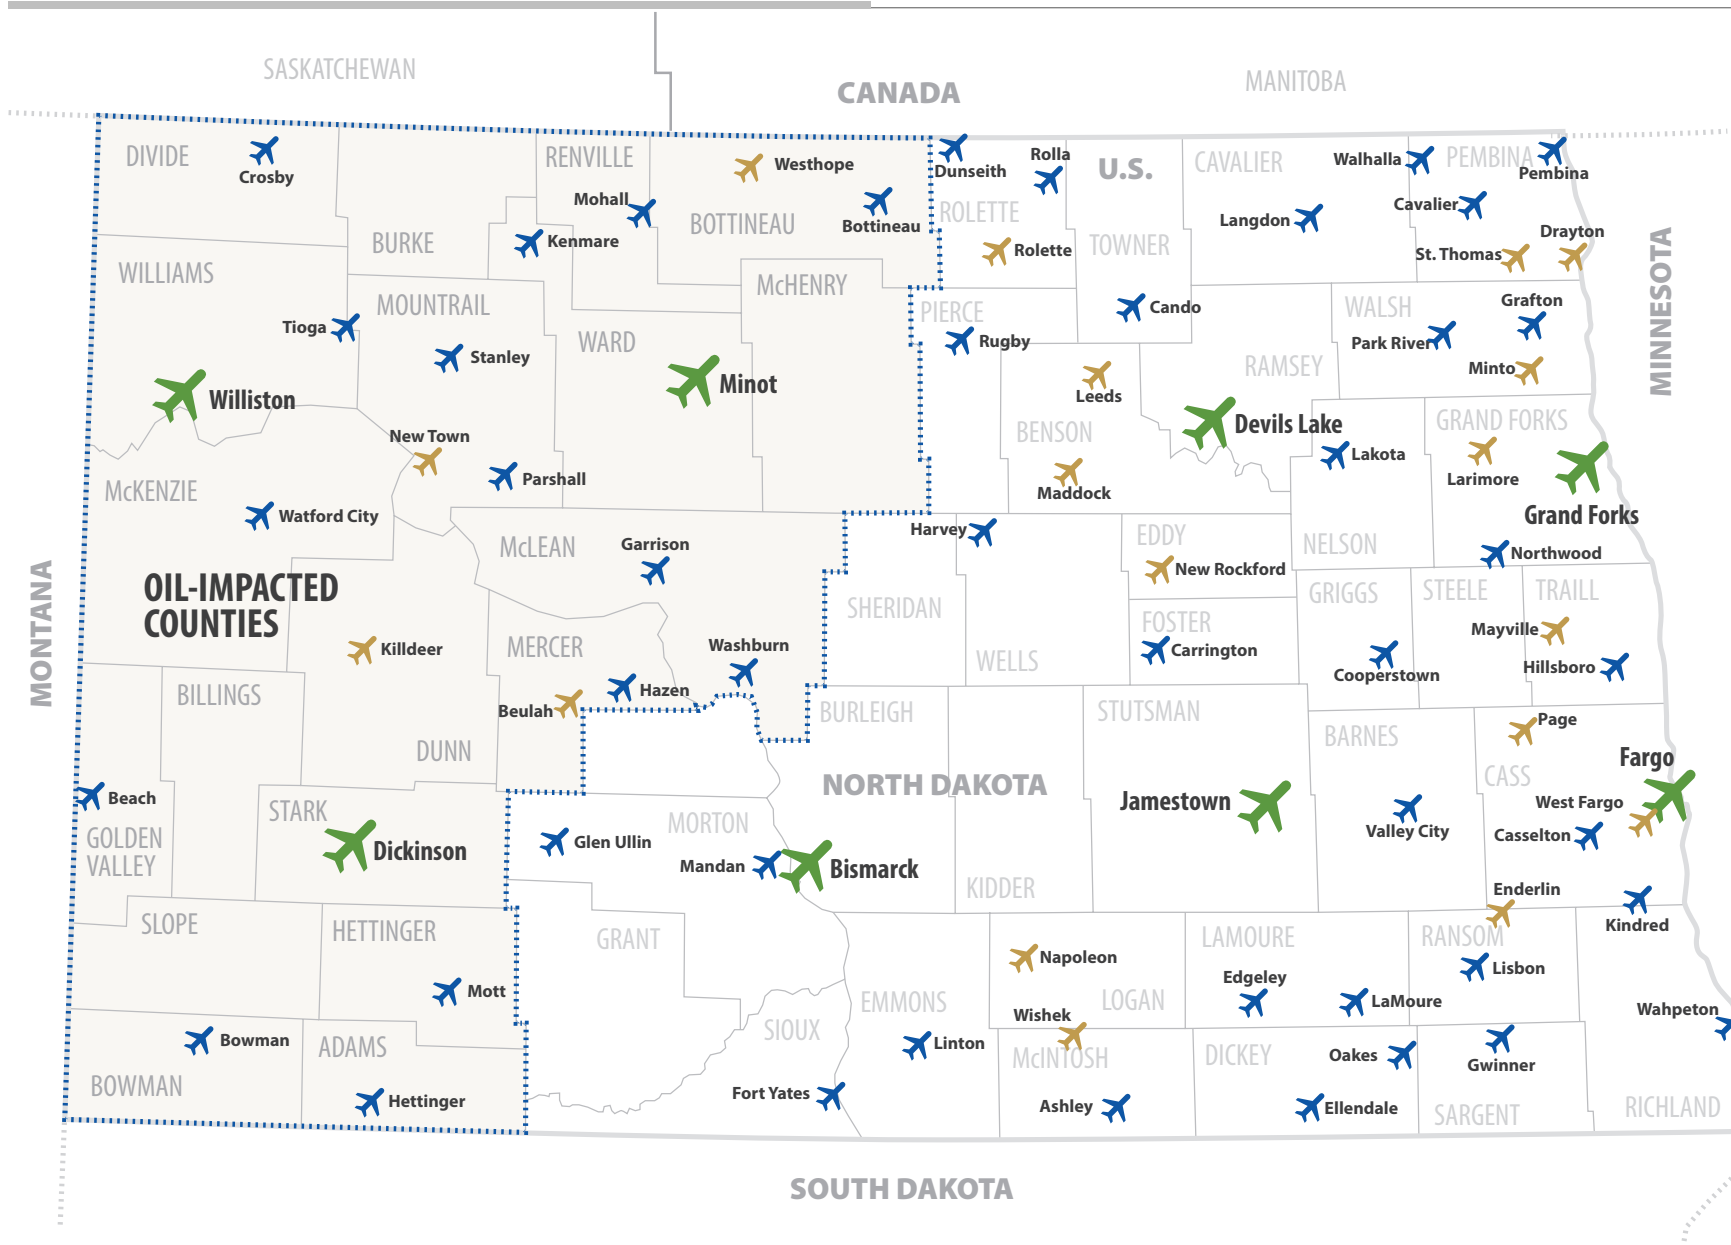 SASKATCHEWAN
CANADA
MANITOBA
DIVIDE
Crosby
RENVILLE
Mohall
Westhope
BOTTINEAU
Bottineau
Dunseith
Rolla
U.S.
CAVALIER
Walhalla
PEMBINA
Pembina
BURKE
Kenmare
ROLETTE
Rolette
TOWNER
Langdon
Cavalier
St. Thomas
Drayton
MINNESOTA
WILLIAMS
MOUNTRAIL
McHENRY
PIERCE
Cando
WALSH
Grafton
Tioga
Stanley
WARD
Rugby
Park River
RAMSEY
Minto
Williston
Minot
Leeds
BENSON
Devils Lake
GRAND FORKS
New Town
Lakota
Larimore
McKENZIE
Parshall
Maddock
Watford City
Grand Forks
McLEAN
Garrison
Harvey
EDDY
New Rockford
NELSON
Northwood
MONTANA
OIL-IMPACTED
COUNTIES
SHERIDAN
FOSTER
GRIGGS
STEELE
TRAILL
Killdeer
MERCER
Washburn
WELLS
Carrington
Cooperstown
Mayville
Hillsboro
BILLINGS
Beulah
Hazen
BURLEIGH
STUTSMAN
BARNES
Page
DUNN
NORTH DAKOTA
CASS
Fargo
Beach
GOLDEN
VALLEY
STARK
Dickinson
Glen Ullin
MORTON
Mandan
Bismarck
KIDDER
Jamestown
Valley City
West Fargo
Casselton
Enderlin
Kindred
SLOPE
HETTINGER
GRANT
Napoleon
LAMOURE
RANSOM
Mott
EMMONS
LOGAN
Edgeley
LaMoure
Lisbon
Bowman
ADAMS
SIOUX
Linton
Wishek
McINTOSH
DICKEY
Oakes
Gwinner
Wahpeton
BOWMAN
Hettinger
Fort Yates
Ashley
Ellendale
SARGENT
RICHLAND
SOUTH DAKOTA